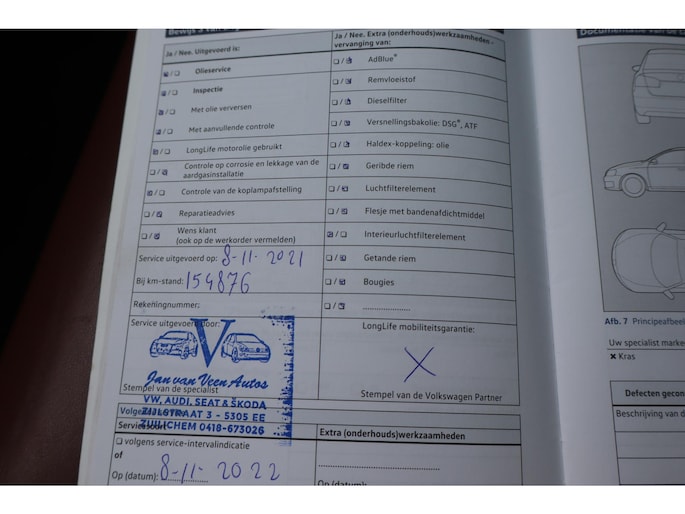 Ja / Nee. Uitgevoerd is:
Olieservice
Inspectie
Met olie verversen
Met aanvullende controle
LongLife motorolie gebruikt
Controle op corrosie en lekkage van de
aardgasinstallatie
Controle van de koplampafstelling
Reparatieadvies
Wens klant
(ook op de werkorder vermelden)
Service uitgevoerd op: 8-11-2021
Bij km-stand: 154876
Rekeningnummer:
Service uitgevoerd door:
V
Jan van Veen Autos
Stempel van de specialist
VW, AUDI, SEAT & ŠKODA
ZIJLSTRAAT 3 - 5305 EE
ZUILICHEM 0418-673026
☐ volgens service-intervalindicatie
of
Op (datum): 8-11-2022
Ja / Nee. Extra (onderhouds)werkzaamheden -
vervanging van:
AdBlue®
Remvloeistof
Dieselfilter
Versnellingsbakolie: DSG®, ATF
Haldex-koppeling: olie
Geribde riem
Luchtfilterelement
Flesje met bandenafdichtmiddel
Interieurluchtfilterelement
Getande riem
Bougies
LongLife mobiliteitsgarantie:
X
Stempel van de Volkswagen Partner
Extra (onderhouds)werkzaamheden
Afb. 7 Principeafbeel
Uw specialist marke
× Kras
Defecten gecon
Beschrijving van d